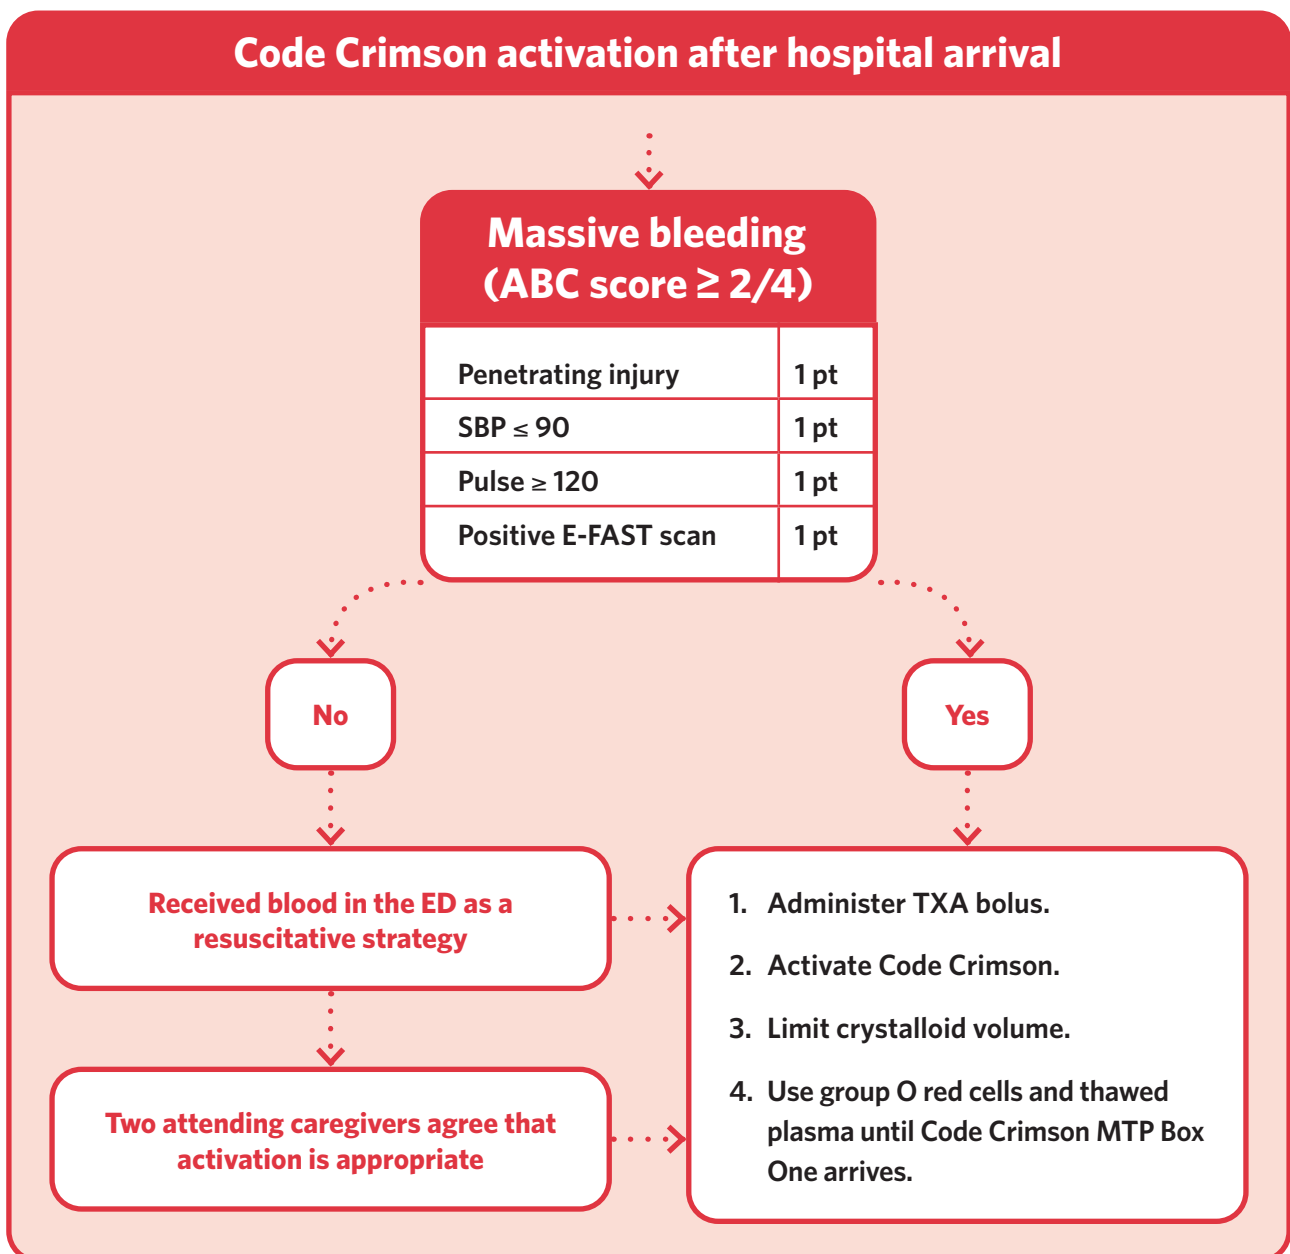 Code Crimson activation after hospital arrival
Massive bleeding
(ABC score ≥ 2/4)
Penetrating injury 1 pt
SBP ≤ 90 1 pt
Pulse ≥ 120 1 pt
Positive E-FAST scan 1 pt
No
Yes
Received blood in the ED as a
resuscitative strategy
Two attending caregivers agree that
activation is appropriate
1. Administer TXA bolus.
2. Activate Code Crimson.
3. Limit crystalloid volume.
4. Use group O red cells and thawed
plasma until Code Crimson MTP Box
One arrives.